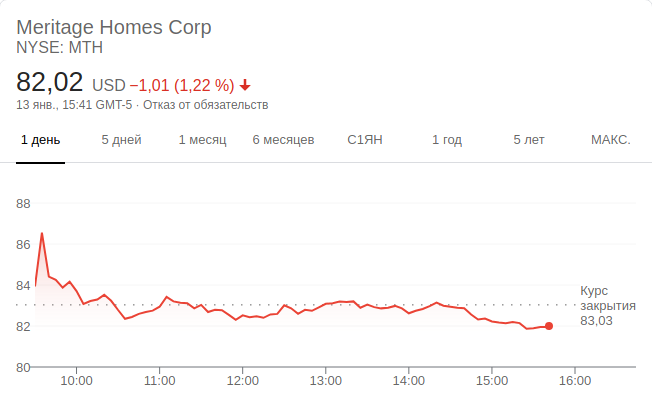 Meritage Homes Corp
NYSE: MTH
82,02 USD −1,01 (1,22 %)
13 янв., 15:41 GMT-5 · Отказ от обязательств
1 день 5 дней 1 месяц 6 месяцев С1ЯН 1 год 5 лет МАКС.
88
86
84
82
80
Курс
закрытия
83,03
10:00 11:00 12:00 13:00 14:00 15:00 16:00